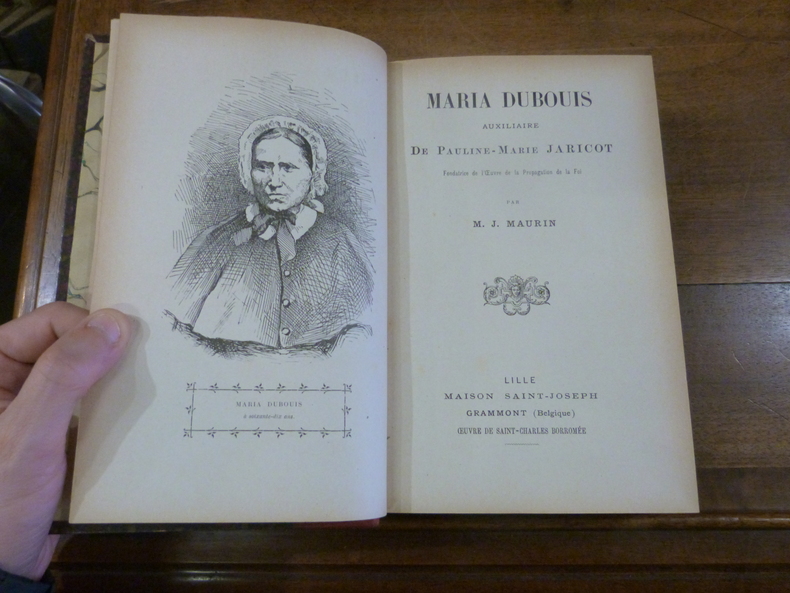 MARIA DUBOUIS
à soixante-dix ans.
MARIA DUBOUIS
AUXILIAIRE
DE PAULINE-MARIE JARICOT
Fondatrice de l'Œuvre de la Propagation de la Foi
PAR
M. J. MAURIN
LILLE
MAISON SAINT-JOSEPH
GRAMMONT (Belgique)
ŒUVRE DE SAINT-CHARLES BORROMÉE